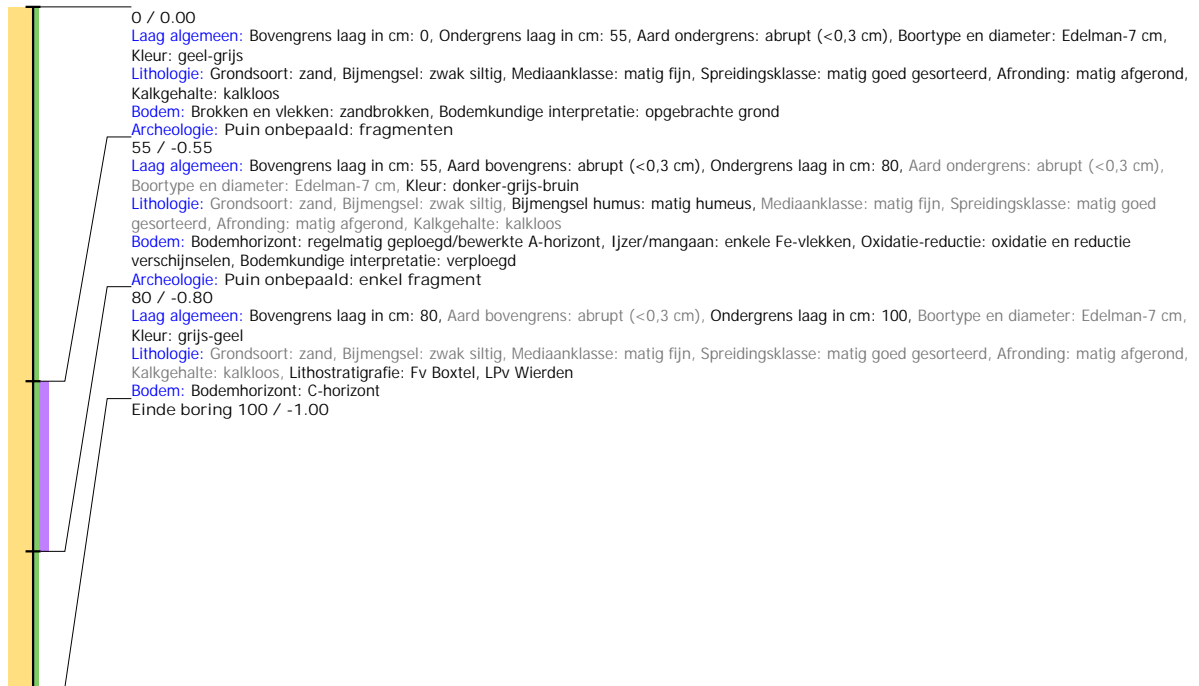 0 / 0.00
Laag algemeen: Bovengrens laag in cm: 0, Ondergrens laag in cm: 55, Aard ondergrens: abrupt (<0,3 cm), Boortype en diameter: Edelman-7 cm,
Kleur: geel-grijs
Lithologie: Grondsoort: zand, Bijmengsel: zwak siltig, Mediaanklasse: matig fijn, Spreidingsklasse: matig goed gesorteerd, Afronding: matig afgerond,
Kalkgehalte: kalkloos
Bodem: Brokken en vlekken: zandbrokken, Bodemkundige interpretatie: opgebrachte grond
Archeologie: Puin onbepaald: fragmenten
55 / -0.55
Laag algemeen: Bovengrens laag in cm: 55, Aard bovengrens: abrupt (<0,3 cm), Ondergrens laag in cm: 80, Aard ondergrens: abrupt (<0,3 cm),
Boortype en diameter: Edelman-7 cm, Kleur: donker-grijs-bruin
Lithologie: Grondsoort: zand, Bijmengsel: zwak siltig, Bijmengsel humus: matig humeus, Mediaanklasse: matig fijn, Spreidingsklasse: matig goed
gesorteerd, Afronding: matig afgerond, Kalkgehalte: kalkloos
Bodem: Bodemhorizont: regelmatig geploegd/bewerkte A-horizont, Ijzer/mangaan: enkele Fe-vlekken, Oxidatie-reductie: oxidatie en reductie
verschijnselen, Bodemkundige interpretatie: verploegd
Archeologie: Puin onbepaald: enkel fragment
80 / -0.80
Laag algemeen: Bovengrens laag in cm: 80, Aard bovengrens: abrupt (<0,3 cm), Ondergrens laag in cm: 100, Boortype en diameter: Edelman-7 cm,
Kleur: grijs-geel
Lithologie: Grondsoort: zand, Bijmengsel: zwak siltig, Mediaanklasse: matig fijn, Spreidingsklasse: matig goed gesorteerd, Afronding: matig afgerond,
Kalkgehalte: kalkloos, Lithostratigrafie: Fv Boxtel, LPv Wierden
Bodem: Bodemhorizont: C-horizont
Einde boring 100 / -1.00